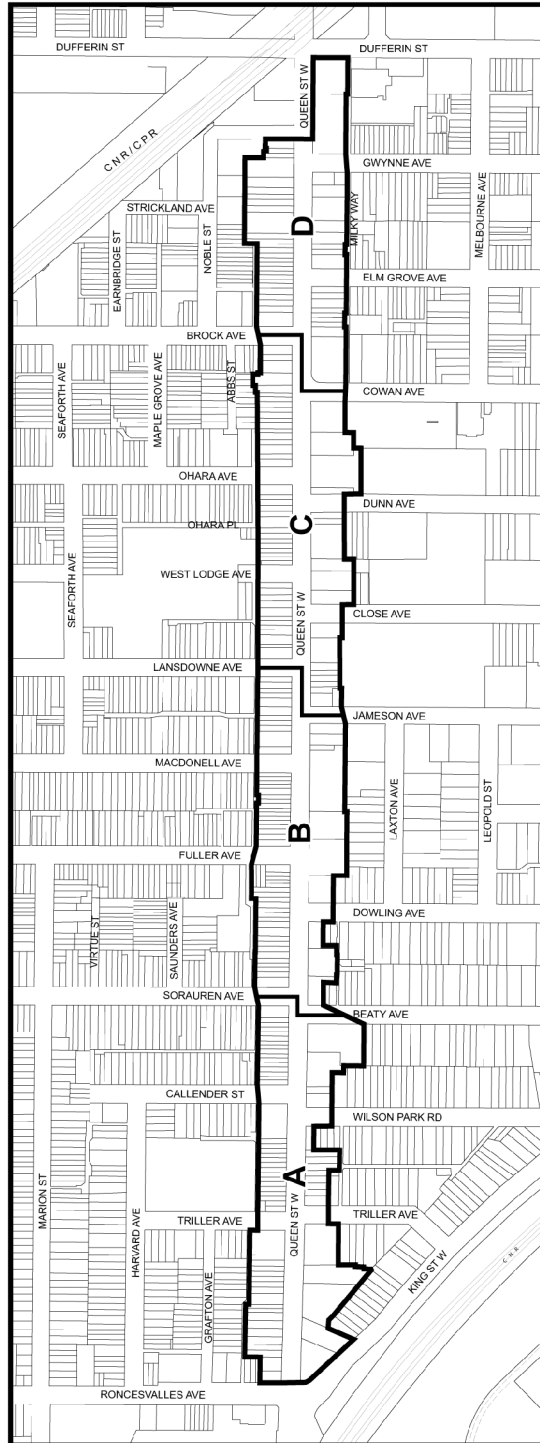 DUFFERIN ST
DUFFERIN ST
QUEEN ST W
CNR/CPR
GWYNNE AVE
STRICKLAND AVE
MELBOURNE AVE
D
MILKY WAY
NOBLE ST
EARNBRIDGE ST
ELM GROVE AVE
BROCK AVE
ABBS ST
MAPLE GROVE AVE
SEAFORTH AVE
COWAN AVE
OHARA AVE
DUNN AVE
OHARA PL
C
WEST LODGE AVE
SEAFORTH AVE
QUEEN ST W
CLOSE AVE
LANSDOWNE AVE
JAMESON AVE
MACDONELL AVE
LAXTON AVE
LEOPOLD ST
B
FULLER AVE
DOWLING AVE
VIRTUE ST
SAUNDERS AVE
SORAUREN AVE
BEATY AVE
CALLENDER ST
WILSON PARK RD
A
MARION ST
TRILLER AVE
TRILLER AVE
QUEEN ST W
HARVARD AVE
KING ST W
CNR
GRAFTON AVE
RONCESVALLES AVE